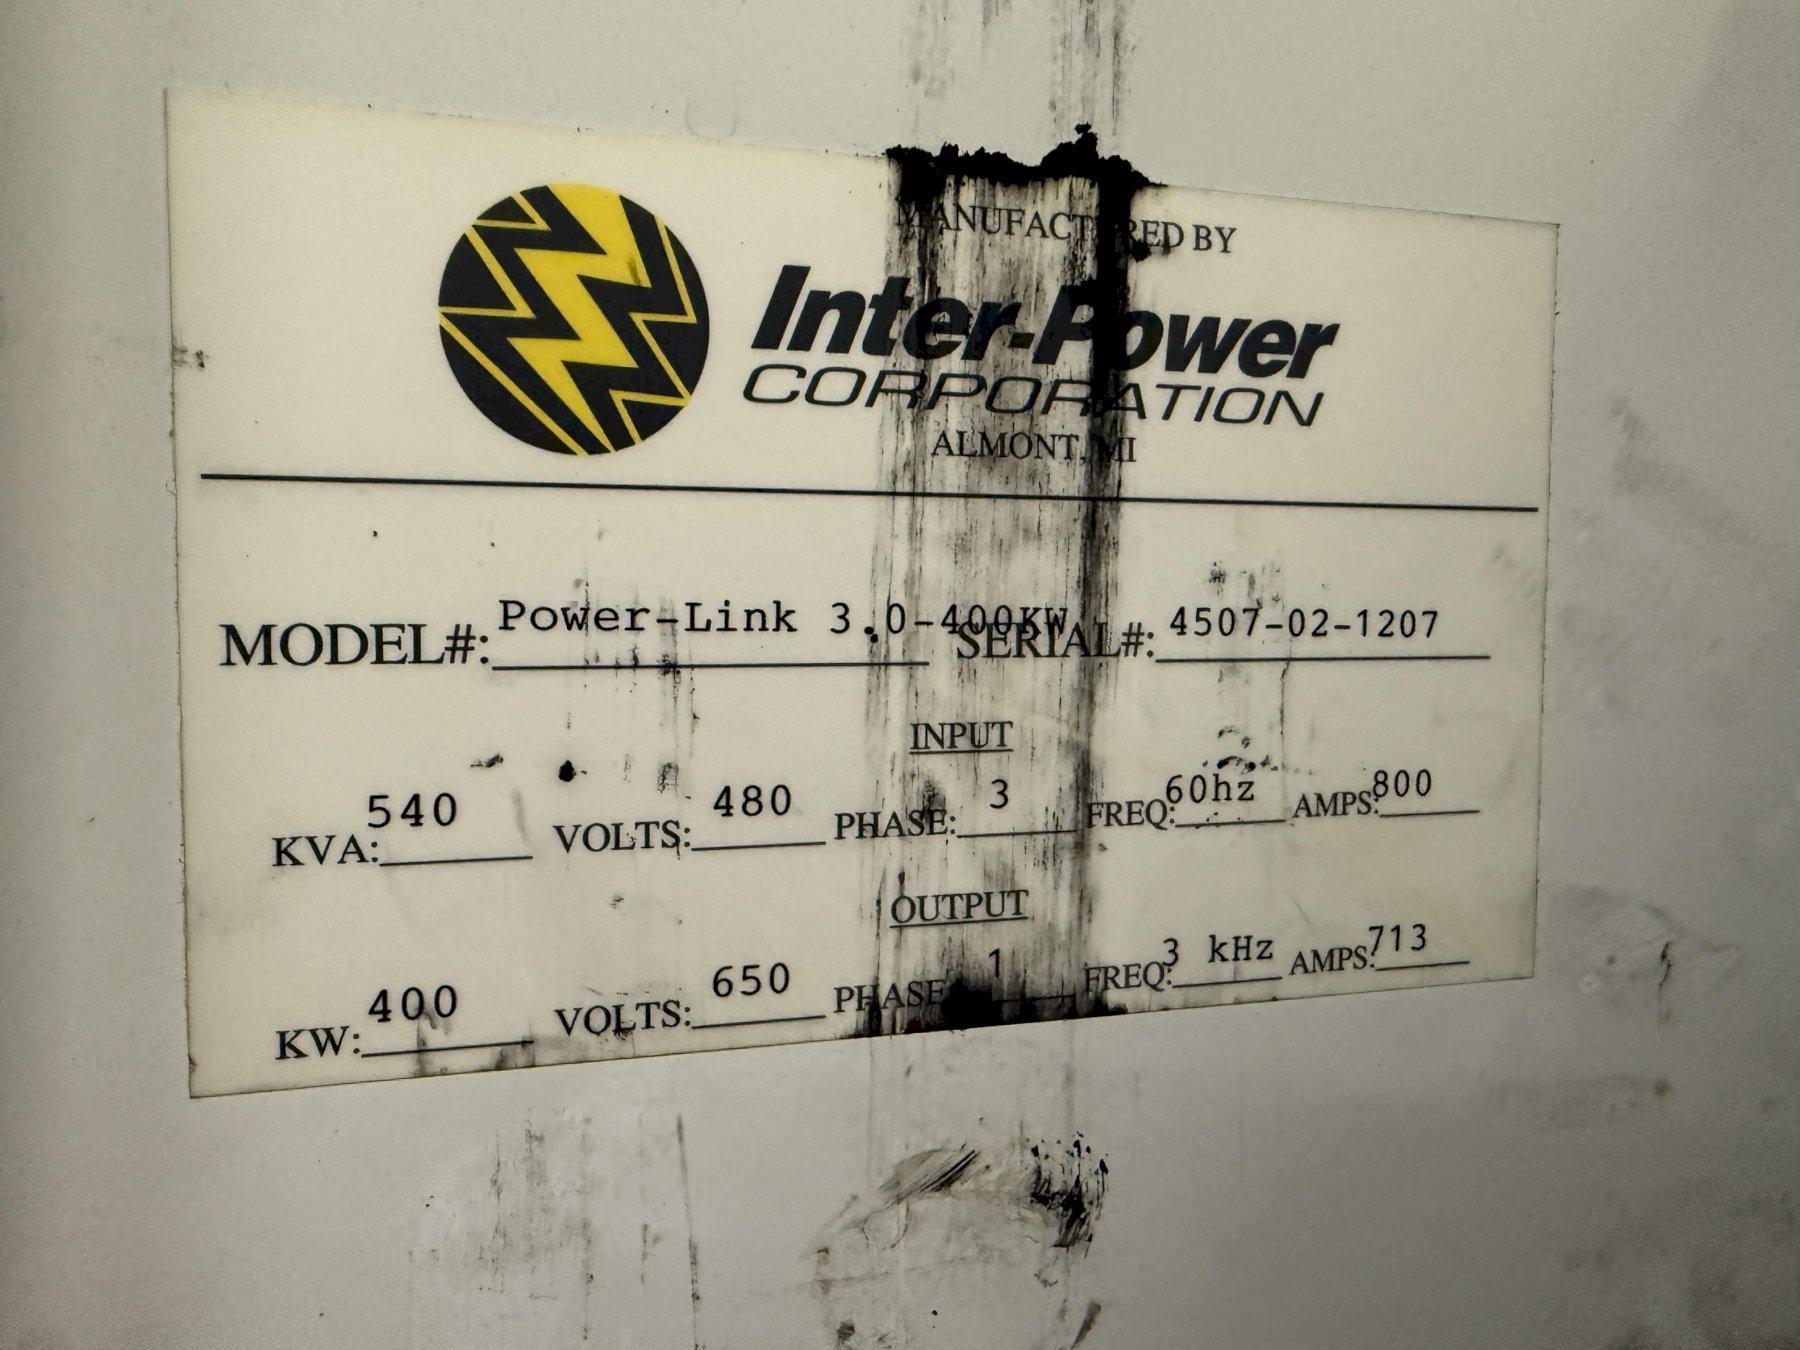 MANUFACTURED BY
Inter-Power
CORPORATION
ALMONT, MI
MODEL#: Power-Link 3.0-400KW SERIAL#: 4507-02-1207
INPUT
KVA: 540 VOLTS: 480 PHASE: 3 FREQ: 60hz AMPS: 800
OUTPUT
KW: 400 VOLTS: 650 PHASE 1 FREQ: 3 kHz AMPS: 713